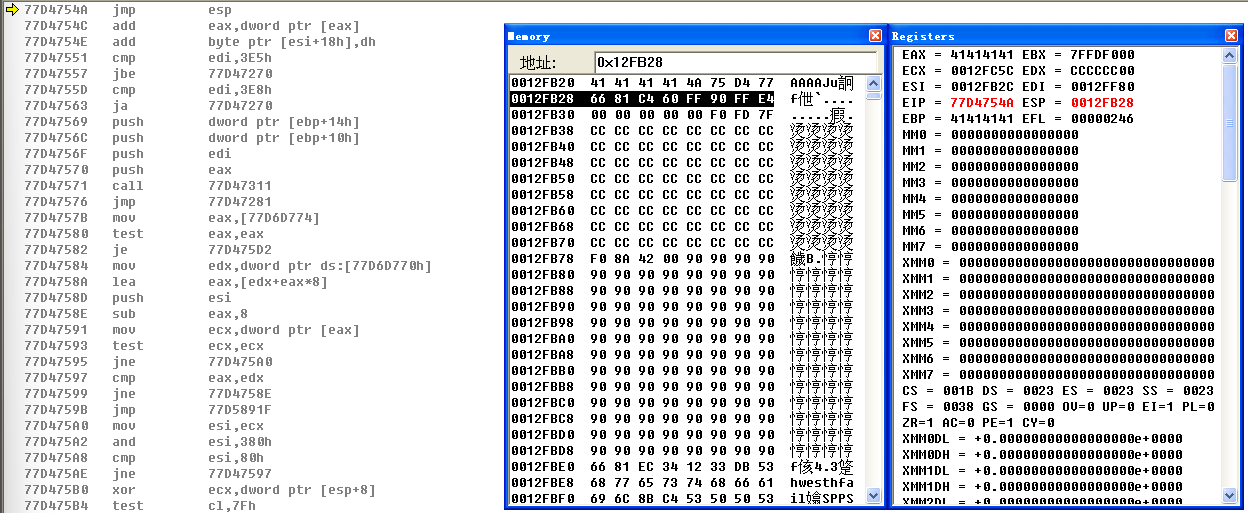 77D4754A jmp esp
77D4754C add eax,dword ptr [eax]
77D4754E add byte ptr [esi+18h],dh
77D47551 cmp edi,3E5h
77D47557 jbe 77D47270
77D4755D cmp edi,3E8h
77D47563 ja 77D47270
77D47569 push dword ptr [ebp+14h]
77D4756C push dword ptr [ebp+10h]
77D4756F push edi
77D47570 push eax
77D47571 call 77D47311
77D47576 jmp 77D47281
77D4757B mov eax,[77D6D774]
77D47580 test eax,eax
77D47582 je 77D475D2
77D47584 mov edx,dword ptr ds:[77D6D770h]
77D4758A lea eax,[edx+eax*8]
77D4758D push esi
77D4758E sub eax,8
77D47591 mov ecx,dword ptr [eax]
77D47593 test ecx,ecx
77D47595 jne 77D475A0
77D47597 cmp eax,edx
77D47599 jne 77D4758E
77D4759B jmp 77D5891F
77D475A0 mov esi,ecx
77D475A2 and esi,380h
77D475A8 cmp esi,80h
77D475AE jne 77D47597
77D475B0 xor ecx,dword ptr [esp+8]
77D475B4 test cl,7Fh
Memory
地址: 0x12FB28
0012FB20 41 41 41 41 4A 75 D4 77 AAAAJu詗
0012FB28 66 81 C4 60 FF 90 FF E4 f伳`....
0012FB30 00 00 00 00 00 F0 FD 7F .....瘕.
0012FB38 CC CC CC CC CC CC CC CC 烫烫烫烫
0012FB40 CC CC CC CC CC CC CC CC 烫烫烫烫
0012FB48 CC CC CC CC CC CC CC CC 烫烫烫烫
0012FB50 CC CC CC CC CC CC CC CC 烫烫烫烫
0012FB58 CC CC CC CC CC CC CC CC 烫烫烫烫
0012FB60 CC CC CC CC CC CC CC CC 烫烫烫烫
0012FB68 CC CC CC CC CC CC CC CC 烫烫烫烫
0012FB70 CC CC CC CC CC CC CC CC 烫烫烫烫
0012FB78 F0 8A 42 00 90 90 90 90 饖B.悙悙
0012FB80 90 90 90 90 90 90 90 90 悙悙悙悙
0012FB88 90 90 90 90 90 90 90 90 悙悙悙悙
0012FB90 90 90 90 90 90 90 90 90 悙悙悙悙
0012FB98 90 90 90 90 90 90 90 90 悙悙悙悙
0012FBA0 90 90 90 90 90 90 90 90 悙悙悙悙
0012FBA8 90 90 90 90 90 90 90 90 悙悙悙悙
0012FBB0 90 90 90 90 90 90 90 90 悙悙悙悙
0012FBB8 90 90 90 90 90 90 90 90 悙悙悙悙
0012FBC0 90 90 90 90 90 90 90 90 悙悙悙悙
0012FBC8 90 90 90 90 90 90 90 90 悙悙悙悙
0012FBD0 90 90 90 90 90 90 90 90 悙悙悙悙
0012FBD8 90 90 90 90 90 90 90 90 悙悙悙悙
0012FBE0 66 81 EC 34 12 33 DB 53 f侅4.3跾
0012FBE8 68 77 65 73 74 68 66 61 hwesthfa
0012FBF0 69 6C 8B C4 53 50 50 53 il嬆SPPS
Registers
EAX = 41414141 EBX = 7FFDF000
ECX = 0012FC5C EDX = CCCCCC00
ESI = 0012FB2C EDI = 0012FF80
EIP = 77D4754A ESP = 0012FB28
EBP = 41414141 EFL = 00000246
MM0 = 0000000000000000
MM1 = 0000000000000000
MM2 = 0000000000000000
MM3 = 0000000000000000
MM4 = 0000000000000000
MM5 = 0000000000000000
MM6 = 0000000000000000
MM7 = 0000000000000000
XMM0 = 00000000000000000000000000000000
XMM1 = 00000000000000000000000000000000
XMM2 = 00000000000000000000000000000000
XMM3 = 00000000000000000000000000000000
XMM4 = 00000000000000000000000000000000
XMM5 = 00000000000000000000000000000000
XMM6 = 00000000000000000000000000000000
XMM7 = 00000000000000000000000000000000
CS = 001B DS = 0023 ES = 0023 SS = 0023
FS = 0038 GS = 0000 OV=0 UP=0 EI=1 PL=0
ZR=1 AC=0 PE=1 CY=0
XMM0DL = +0.00000000000000000e+0000
XMM0DH = +0.00000000000000000e+0000
XMM1DL = +0.00000000000000000e+0000
XMM1DH = +0.00000000000000000e+0000
XMM2DL = +0.00000000000000000e+0000